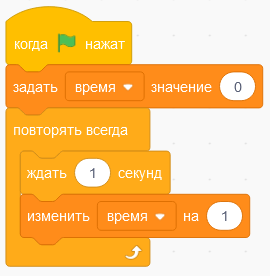 когда нажат
задать время значение 0
повторять всегда
ждать 1 секунд
изменить время на 1